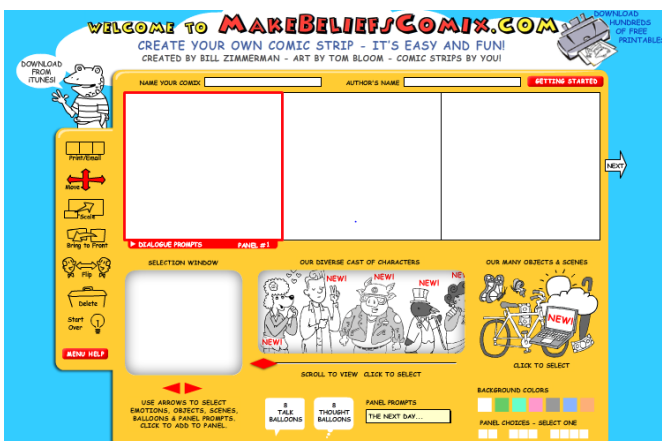 WELCOME TO MAKEBELIEFSCOMIX.COM
DOWNLOAD
HUNDREDS
OF FREE
PRINTABLES
CREATE YOUR OWN COMIC STRIP - IT'S EASY AND FUN!
CREATED BY BILL ZIMMERMAN - ART BY TOM BLOOM - COMIC STRIPS BY YOU!
DOWNLOAD
FROM
iTUNES!
NAME YOUR COMIX
AUTHOR'S NAME
GETTING STARTED
Print/Email
Move
Scale
Bring to Front
Flip
Delete
Start
Over
MENU HELP
NEXT
DIALOGUE PROMPTS
PANEL #1
SELECTION WINDOW
OUR DIVERSE CAST OF CHARACTERS
OUR MANY OBJECTS & SCENES
NEW!
NEW!
NEW!
NE
NEW!
NEW!
SCROLL TO VIEW CLICK TO SELECT
CLICK TO SELECT
USE ARROWS TO SELECT
EMOTIONS, OBJECTS, SCENES,
BALLOONS & PANEL PROMPTS.
CLICK TO ADD TO PANEL.
8
TALK
BALLOONS
8
THOUGHT
BALLOONS
PANEL PROMPTS
THE NEXT DAY...
BACKGROUND COLORS
PANEL CHOICES - SELECT ONE